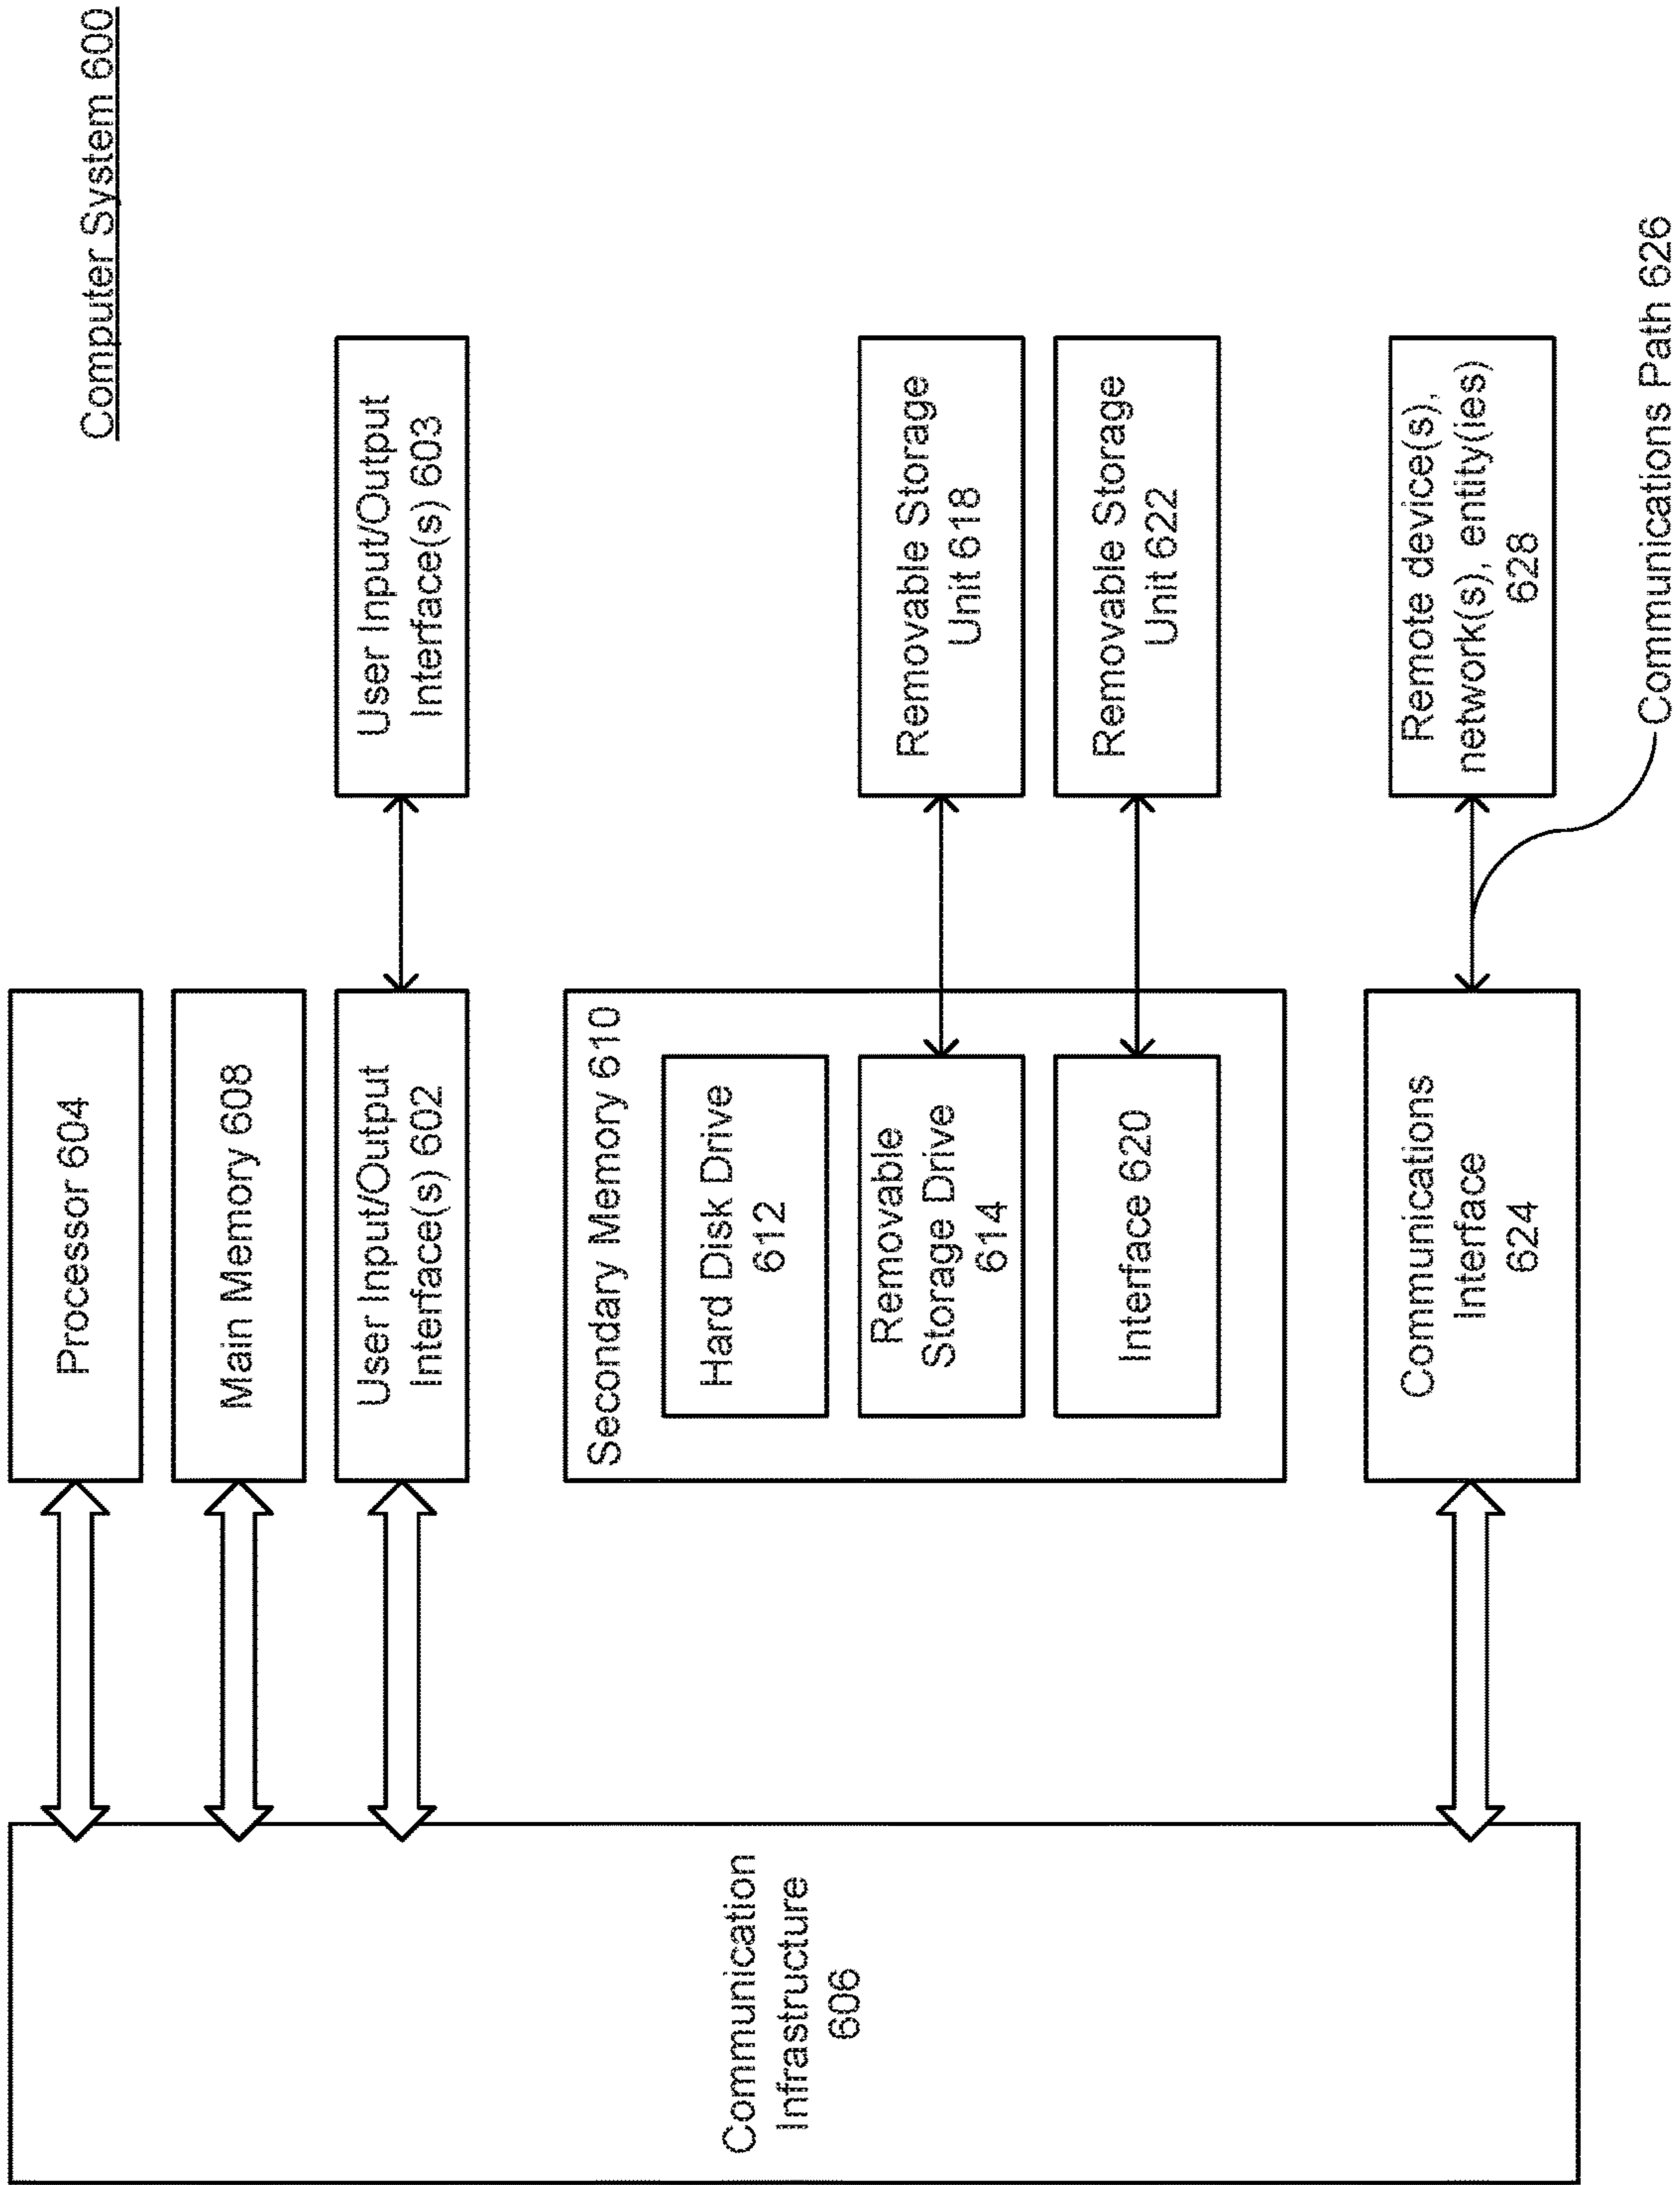 Computer System 600
Processor 604
Main Memory 608
User Input/Output
Interface(s) 602
User Input/Output
Interface(s) 603
Communication
Infrastructure
606
Secondary Memory 610
Hard Disk Drive
612
Removable
Storage Drive
614
Removable Storage
Unit 618
Interface 620
Removable Storage
Unit 622
Communications
Interface
624
Remote device(s),
network(s), entity(ies)
628
Communications Path 626